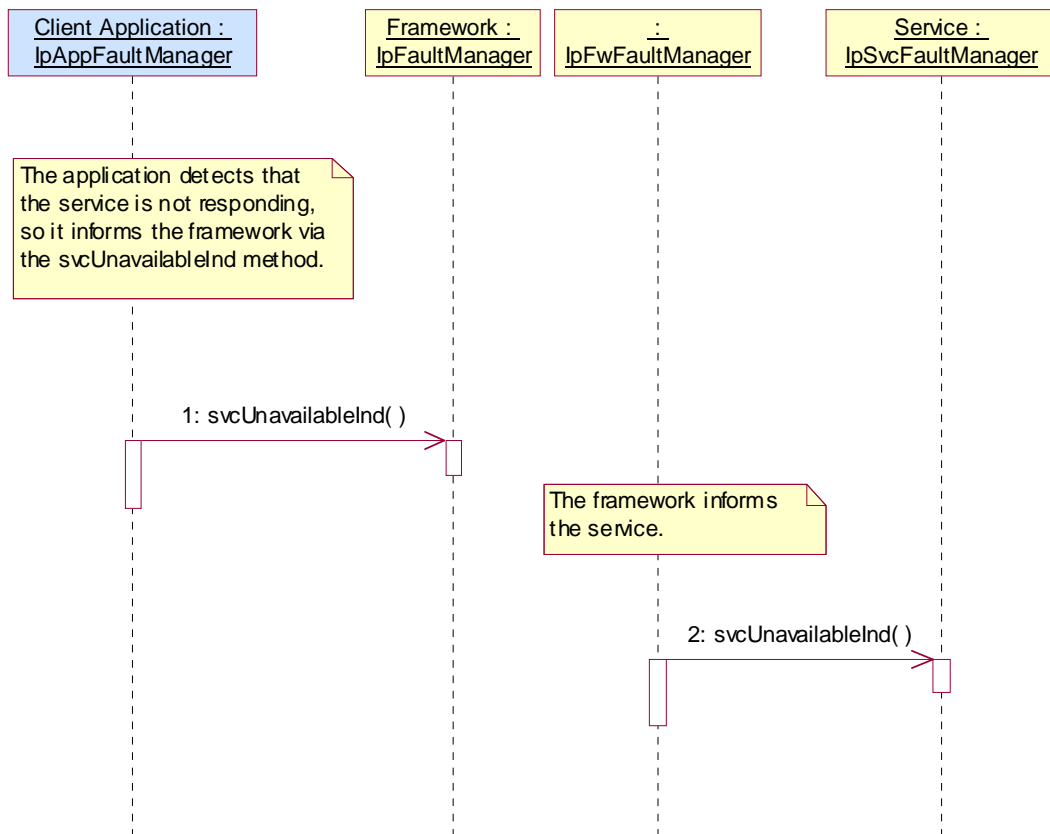 Client Application :
IpAppFaultManager
Framework :
IpFaultManager
:
IpFwFaultManager
Service :
IpSvcFaultManager
The application detects that
the service is not responding,
so it informs the framework via
the svcUnavailableInd method.
1: svcUnavailableInd( )
The framework informs
the service.
2: svcUnavailableInd( )